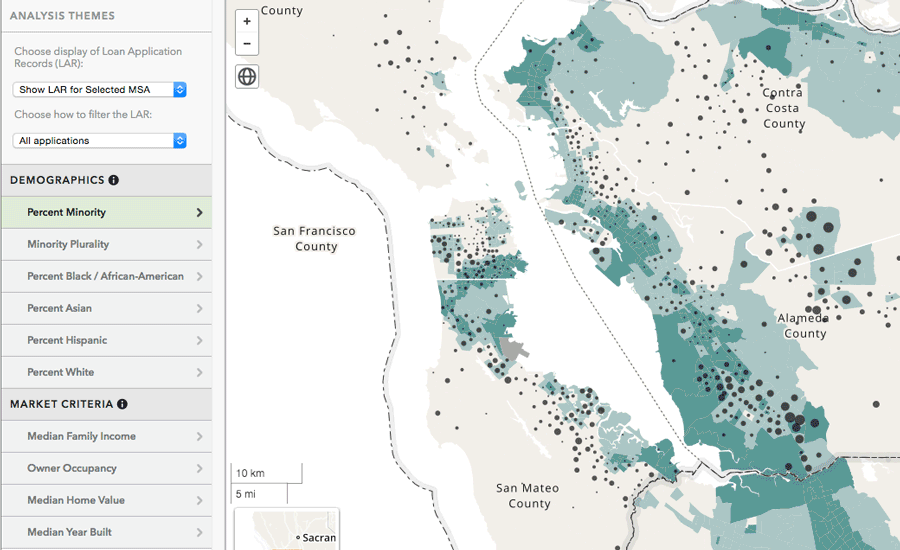 ANALYSIS THEMES
Choose display of Loan Application
Records (LAR):
Show LAR for Selected MSA
Choose how to filter the LAR:
All applications
DEMOGRAPHICS i
Percent Minority
Minority Plurality
Percent Black / African-American
Percent Asian
Percent Hispanic
Percent White
MARKET CRITERIA i
Median Family Income
Owner Occupancy
Median Home Value
Median Year Built
County
+
−
Contra
Costa
County
San Francisco
County
Alameda
County
San Mateo
County
10 km
5 mi
Sacran